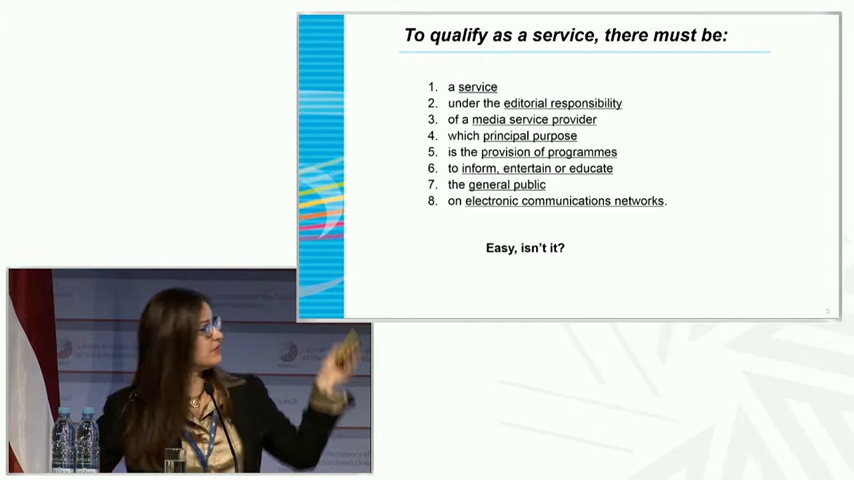 To qualify as a service, there must be:
1. a service
2. under the editorial responsibility
3. of a media service provider
4. which principal purpose
5. is the provision of programmes
6. to inform, entertain or educate
7. the general public
8. on electronic communications networks.
Easy, isn't it?
5